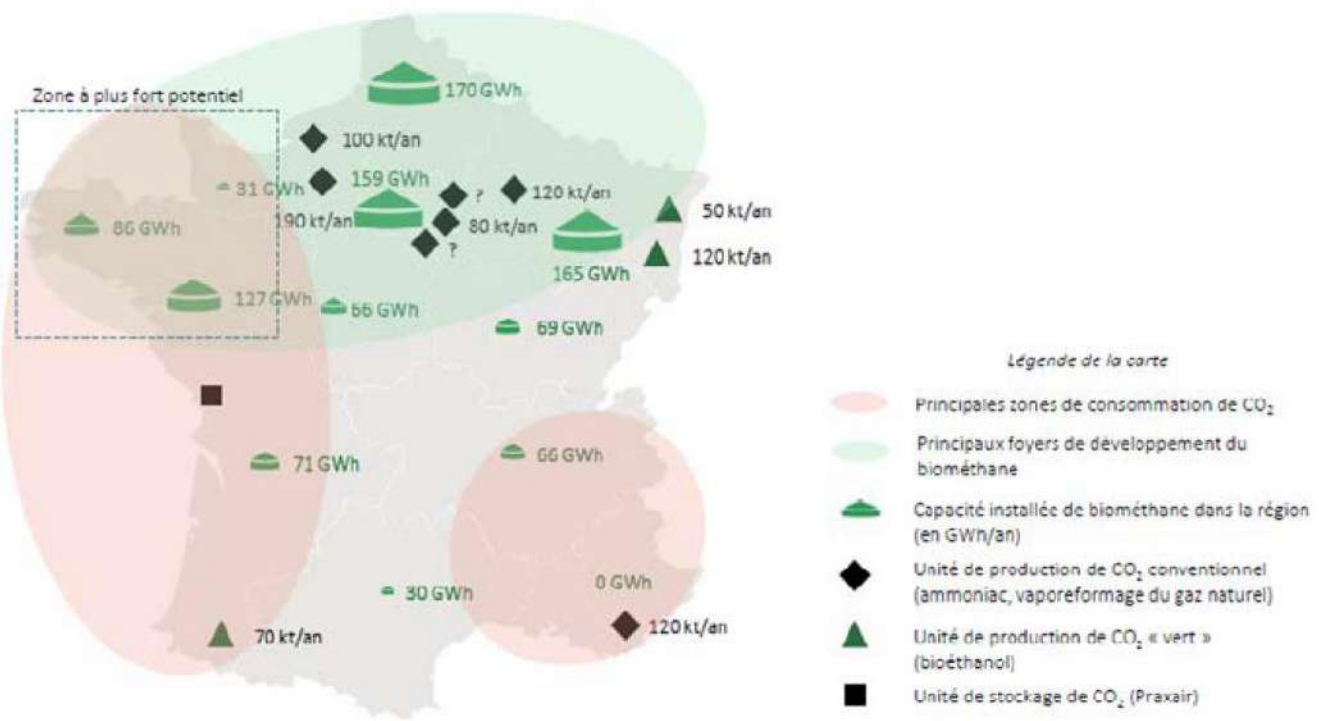 170 GWh
Zone à plus fort potentiel
100 kt/an
31 GWh
159 GWh
?
120 kt/an
190 kt/an
80 kt/an
50 kt/an
86 GWh
?
120 kt/an
165 GWh
127 GWh
66 GWh
69 GWh
Légende de la carte
Principales zones de consommation de CO₂
Principaux foyers de développement du
biométhane
71 GWh
66 GWh
Capacité installée de biométhane dans la région
(en GWh/an)
Unité de production de CO₂ conventionnel
(ammoniac, vaporeformage du gaz naturel)
30 GWh
0 GWh
70 kt/an
120 kt/an
Unité de production de CO₂ « vert »
(bioéthanol)
Unité de stockage de CO₂ (Praxair)